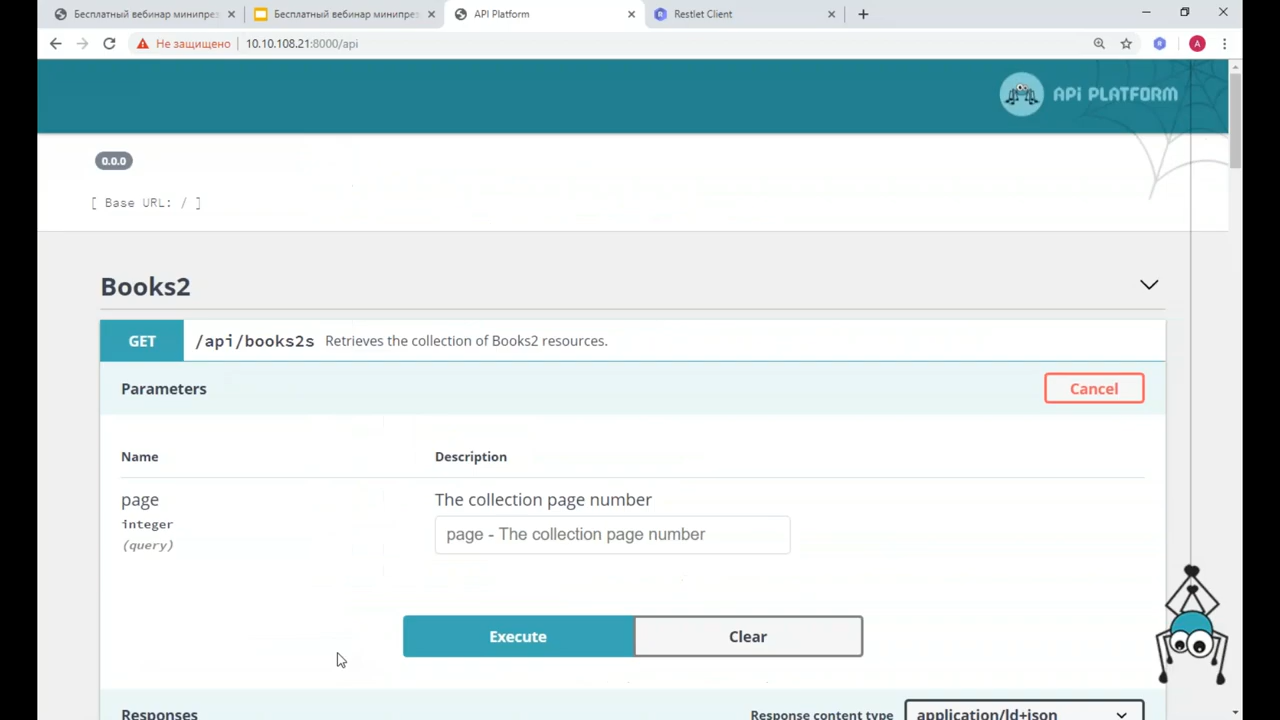 Бесплатный вебинар минипрез
Бесплатный вебинар минипрез
API Platform
Restlet Client
Не защищено
10.10.108.21:8000/api
A
API PLATFORM
0.0.0
[ Base URL: / ]
Books2
GET /api/books2s Retrieves the collection of Books2 resources.
Parameters
Cancel
Name
Description
page
The collection page number
integer
page - The collection page number
(query)
Execute
Clear
Responses
Response content type
application/ld+json